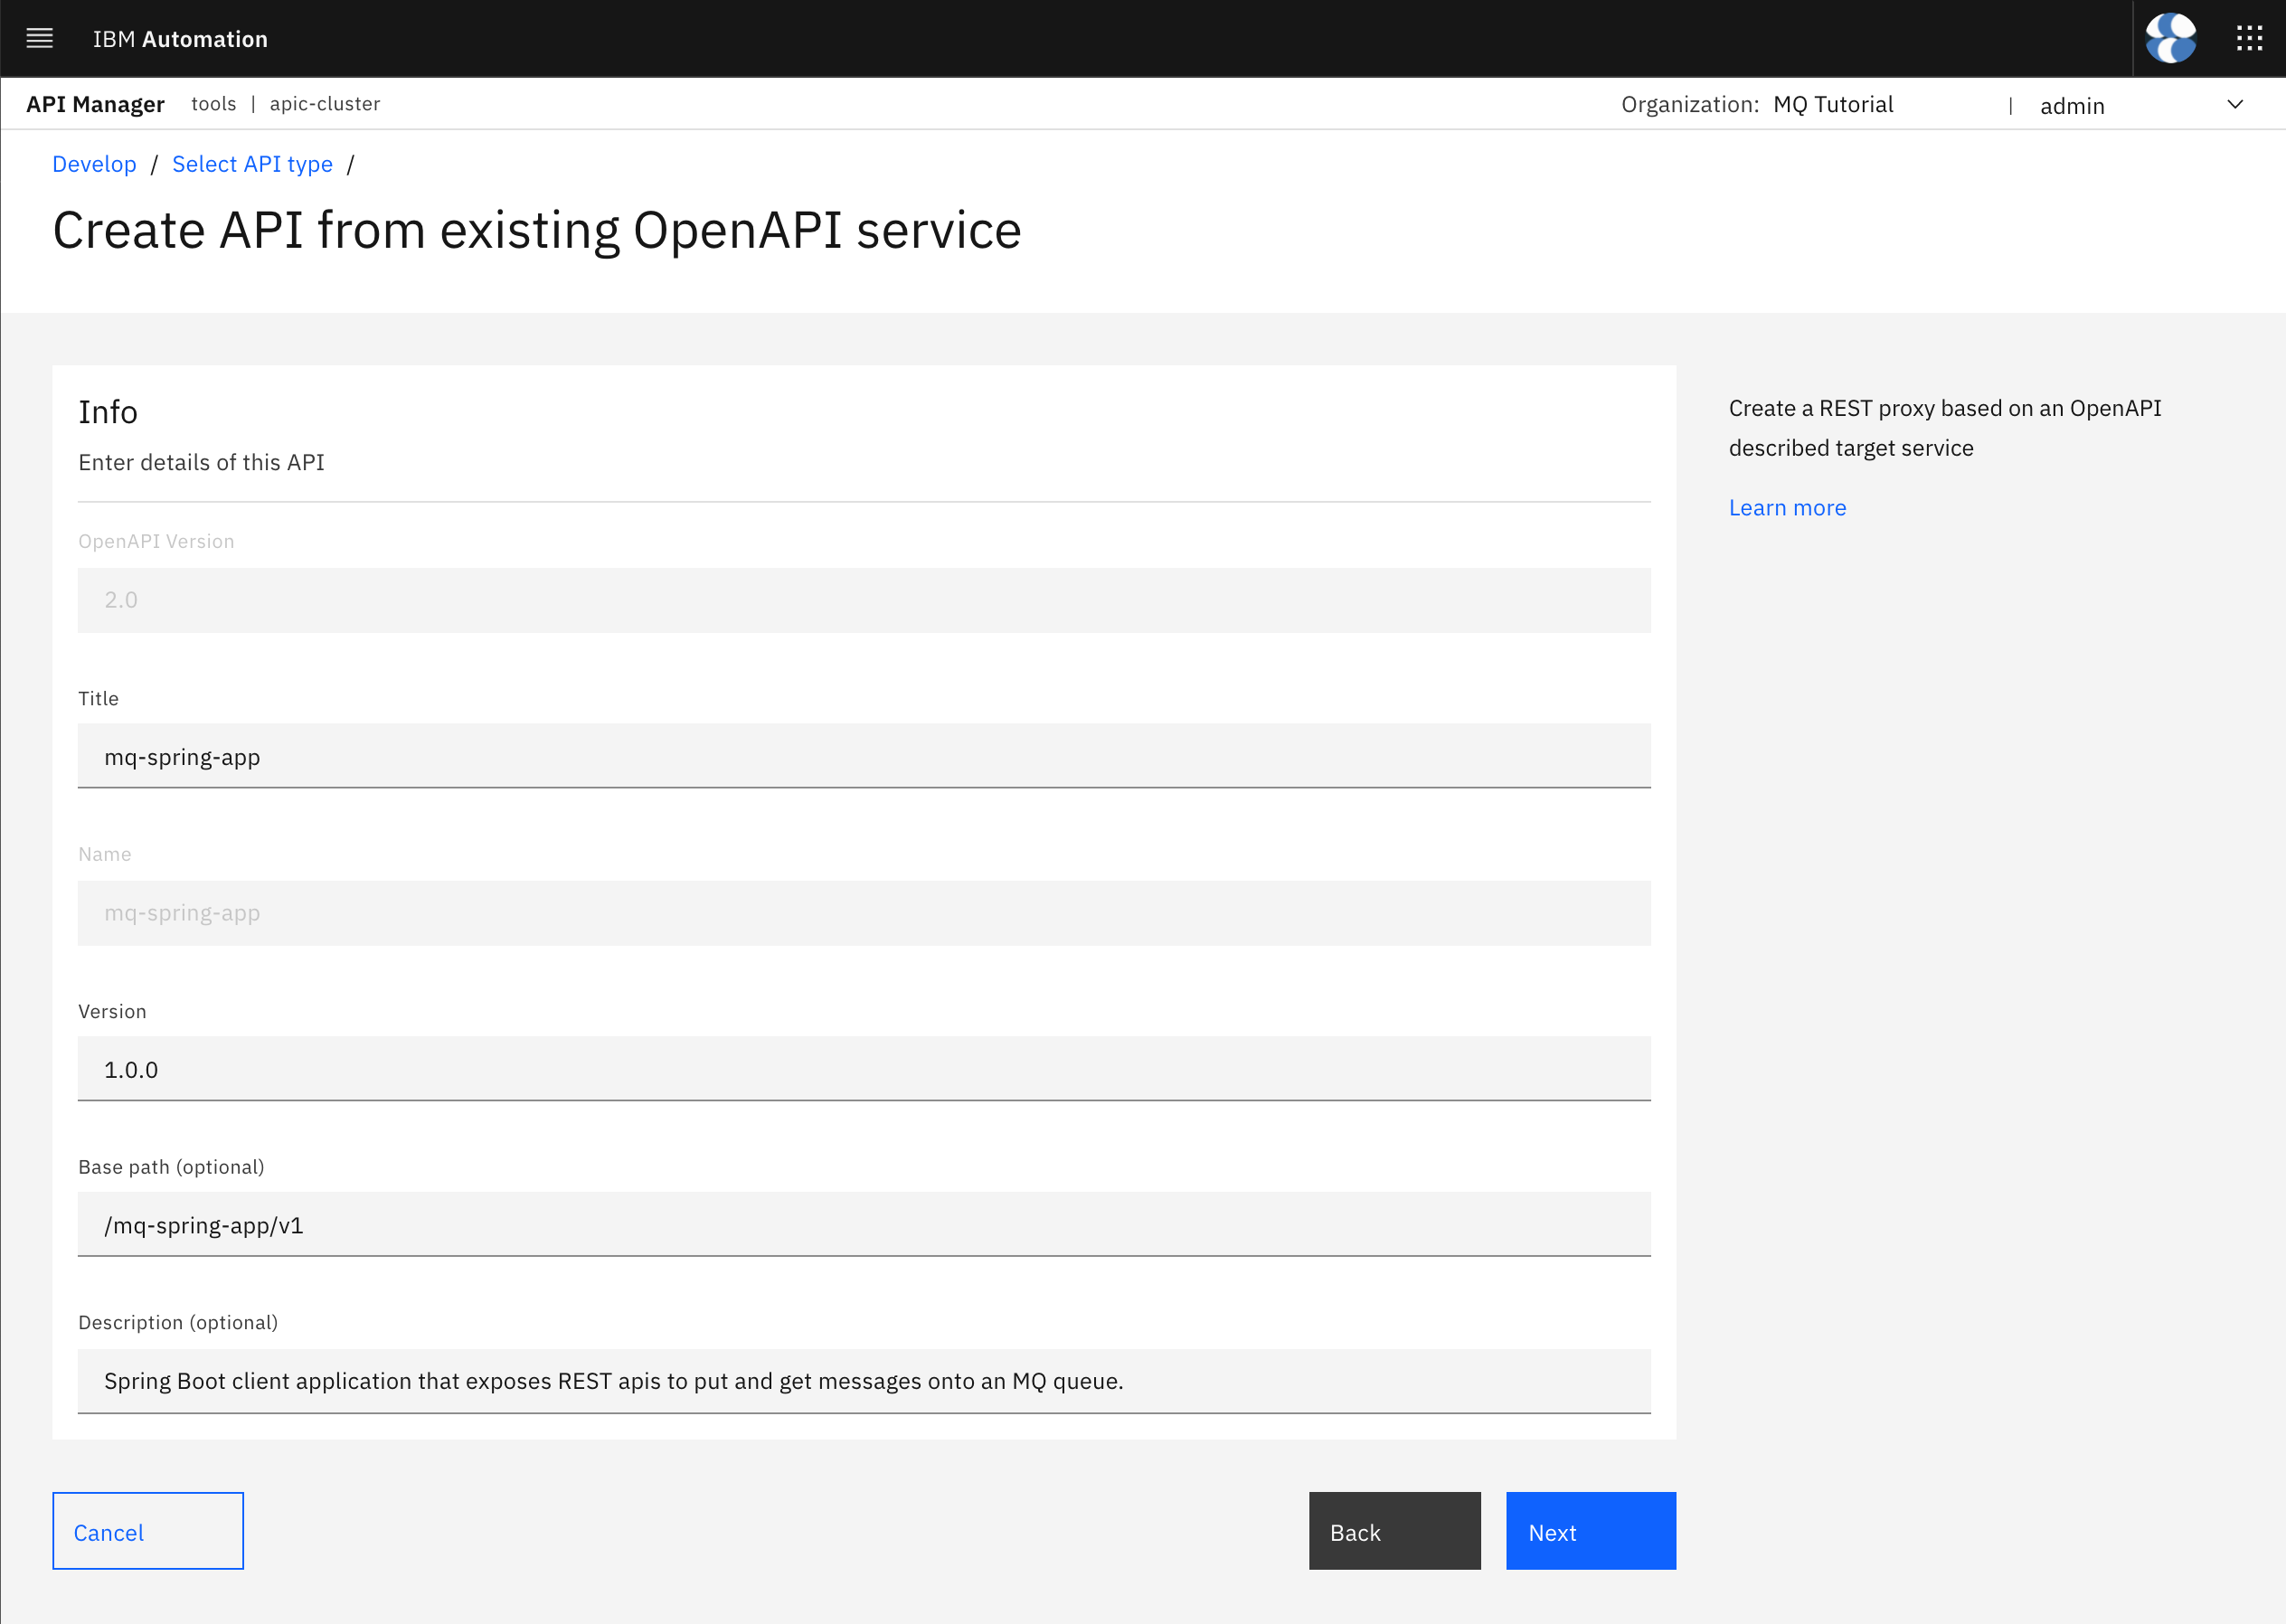 IBM Automation
API Manager tools | apic-cluster Organization: MQ Tutorial | admin
Develop / Select API type /
Create API from existing OpenAPI service
Info
Enter details of this API
Create a REST proxy based on an OpenAPI
described target service
Learn more
OpenAPI Version
2.0
Title
mq-spring-app
Name
mq-spring-app
Version
1.0.0
Base path (optional)
/mq-spring-app/v1
Description (optional)
Spring Boot client application that exposes REST apis to put and get messages onto an MQ queue.
Cancel Back Next